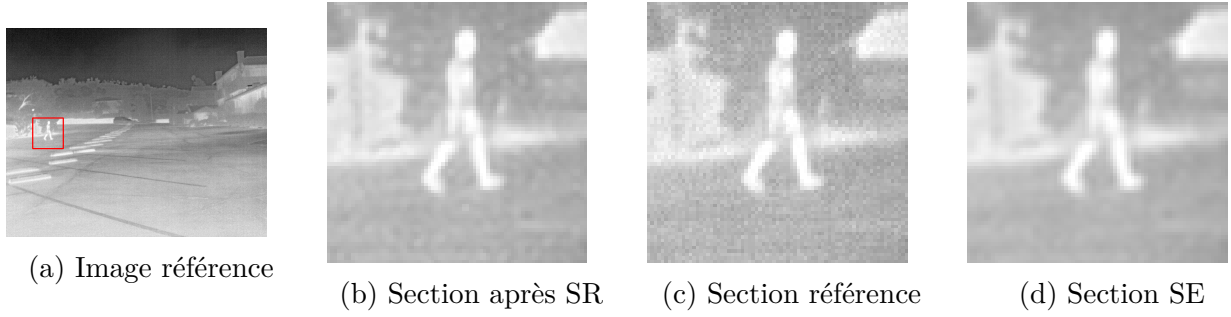 (a) Image référence
(b) Section après SR
(c) Section référence
(d) Section SE